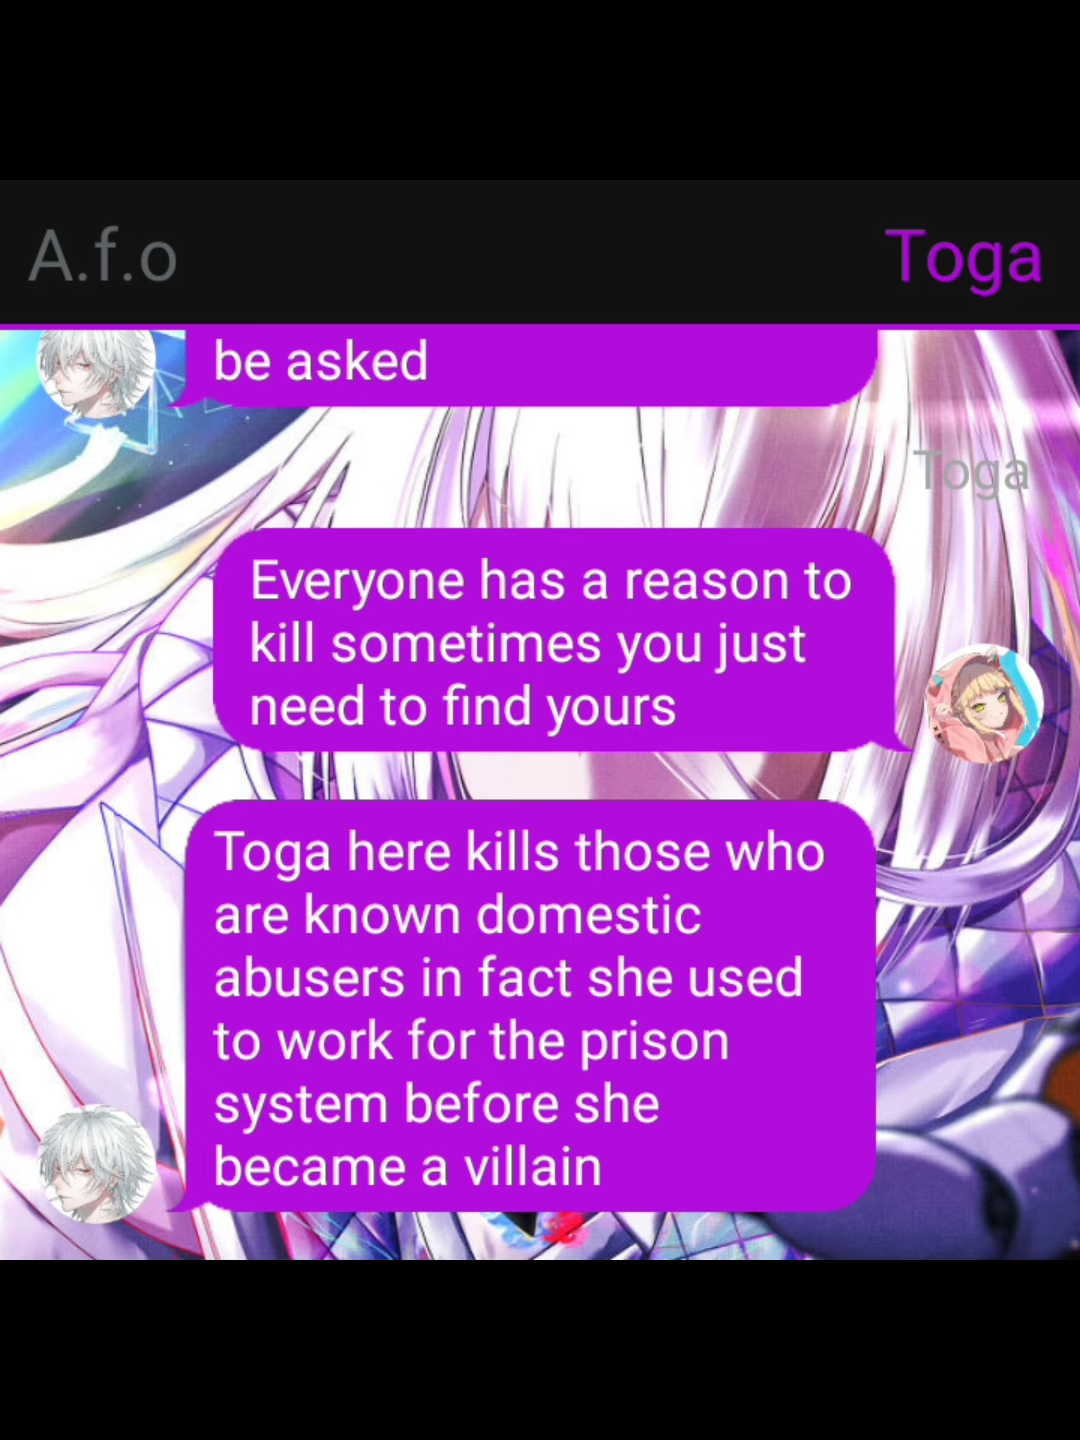 A.f.o
Toga
be asked
Toga
Everyone has a reason to
kill sometimes you just
need to find yours
Toga here kills those who
are known domestic
abusers in fact she used
to work for the prison
system before she
became a villain